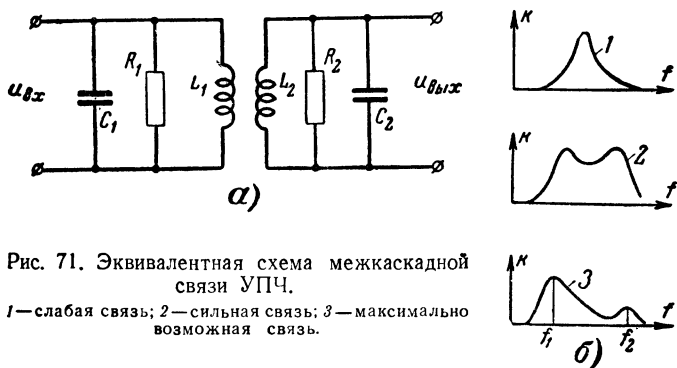 u вх
C1
R1
L1
L2
R2
C2
u вых
а)
К
1
f
К
2
f
К
3
f1
f2
f
б)
Рис. 71. Эквивалентная схема межкаскадной
связи УПЧ.
1—слабая связь; 2—сильная связь; 3—максимально
возможная связь.